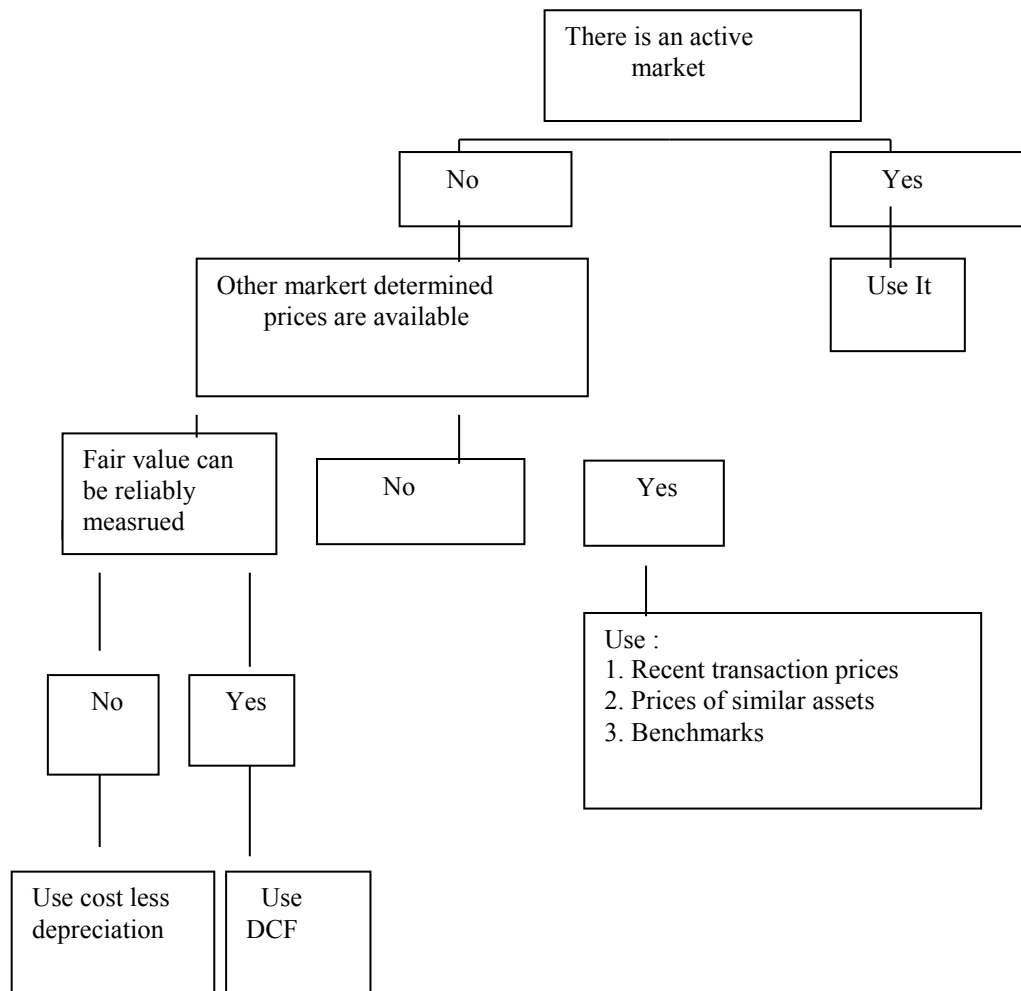 There is an active
market
No
Yes
Other markert determined
prices are available
Use It
Fair value can
be reliably
measrued
No
Yes
Use :
1. Recent transaction prices
2. Prices of similar assets
3. Benchmarks
No
Yes
Use cost less
depreciation
Use
DCF